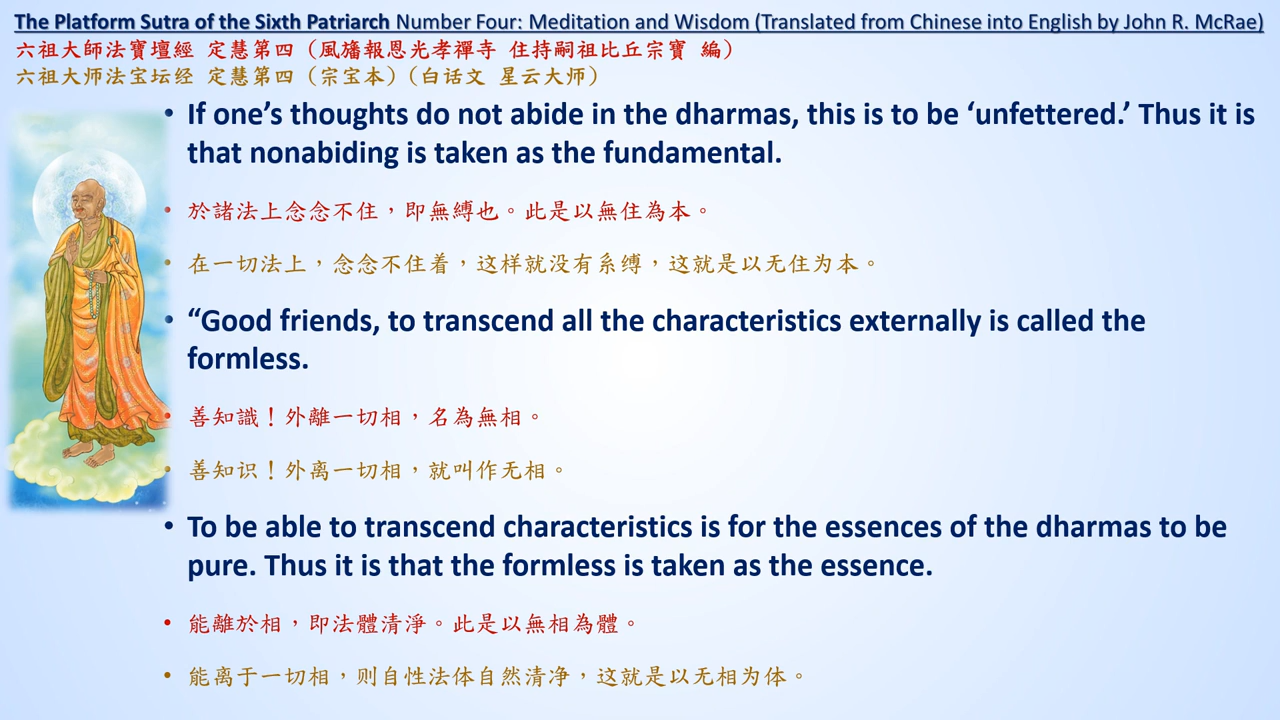 The Platform Sutra of the Sixth Patriarch Number Four: Meditation and Wisdom (Translated from Chinese into English by John R. McRae)
六祖大師法寶壇經 定慧第四 (風旛報恩光孝禪寺 住持嗣祖比丘宗寶 編)
六祖大师法宝坛经 定慧第四 (宗宝本) (白话文 星云大师)
• If one’s thoughts do not abide in the dharmas, this is to be ‘unfettered.’ Thus it is
that nonabiding is taken as the fundamental.
• 於諸法上念念不住，即無縛也。此是以無住為本。
• 在一切法上，念念不住着，这样就没有系缚，这就是以无住为本。
• “Good friends, to transcend all the characteristics externally is called the
formless.
• 善知識！外離一切相，名為無相。
• 善知识！外离一切相，就叫作无相。
• To be able to transcend characteristics is for the essences of the dharmas to be
pure. Thus it is that the formless is taken as the essence.
• 能離於相，即法體清淨。此是以無相為體。
• 能离于一切相，则自性法体自然清净，这就是以无相为体。